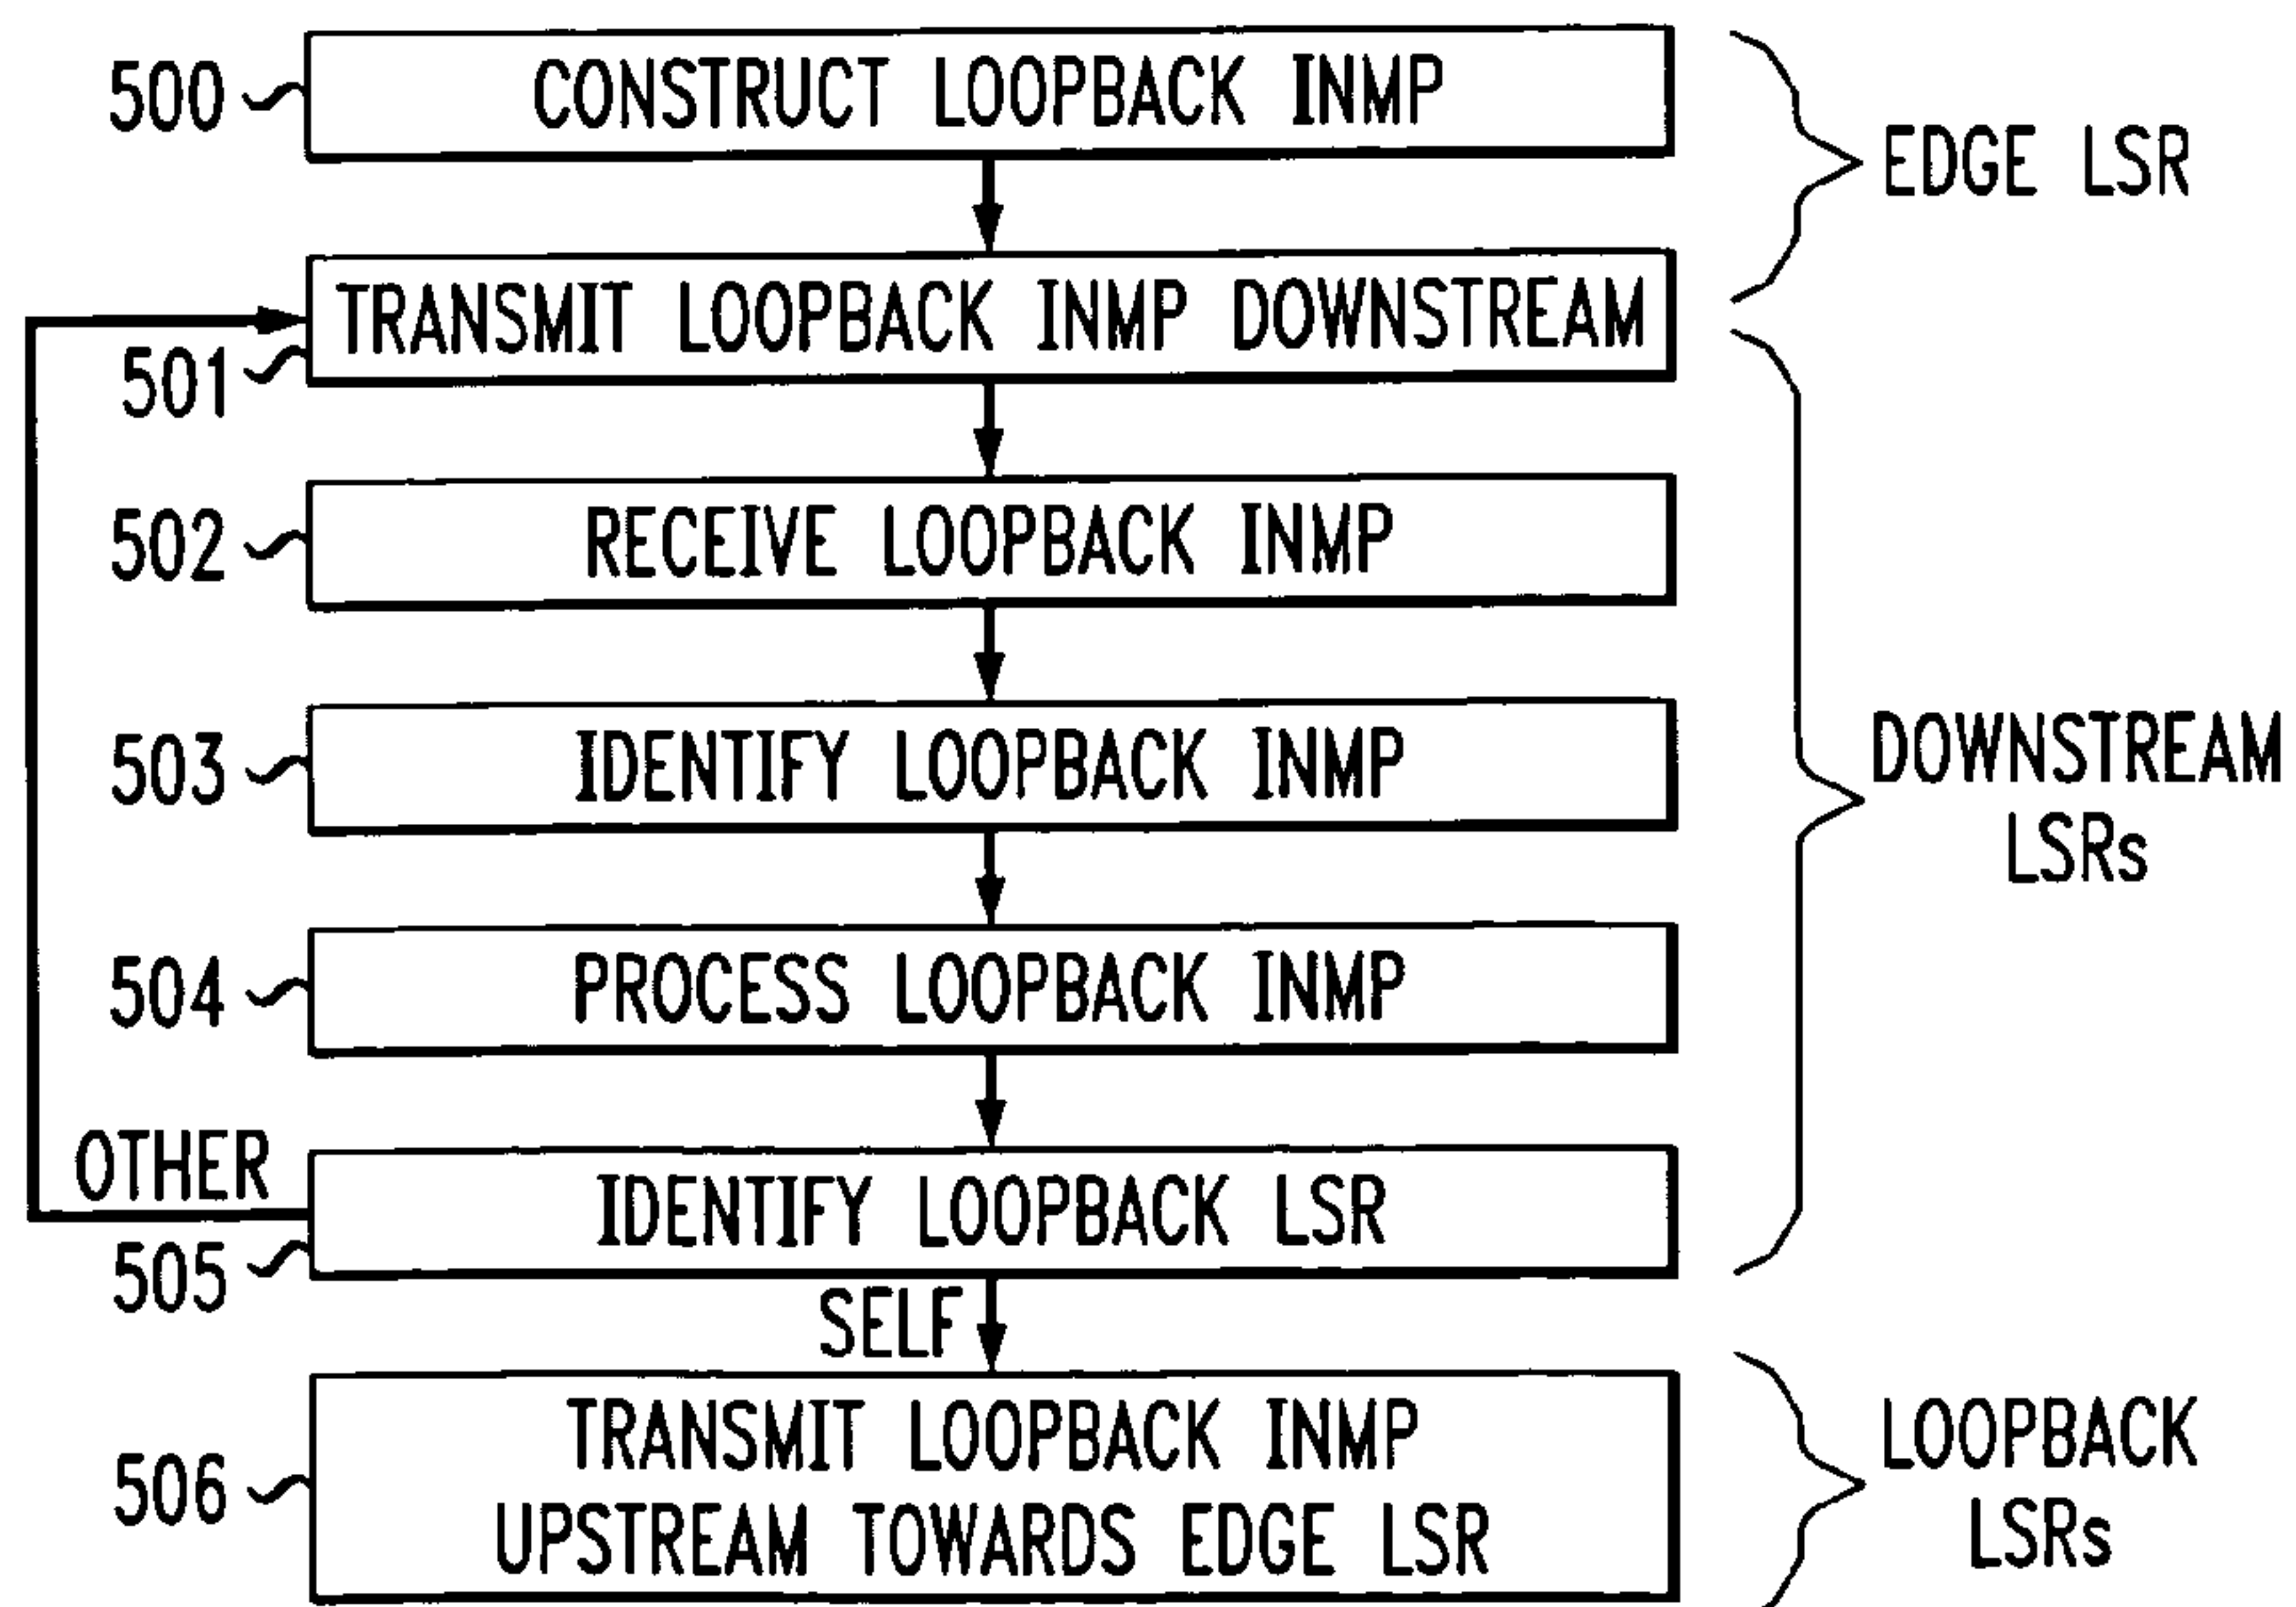 500
CONSTRUCT LOOPBACK INMP
EDGE LSR
TRANSMIT LOOPBACK INMP DOWNSTREAM
501
502
RECEIVE LOOPBACK INMP
503
IDENTIFY LOOPBACK INMP
DOWNSTREAM
LSRs
504
PROCESS LOOPBACK INMP
OTHER
IDENTIFY LOOPBACK LSR
505
SELF
506
TRANSMIT LOOPBACK INMP
UPSTREAM TOWARDS EDGE LSR
LOOPBACK
LSRs